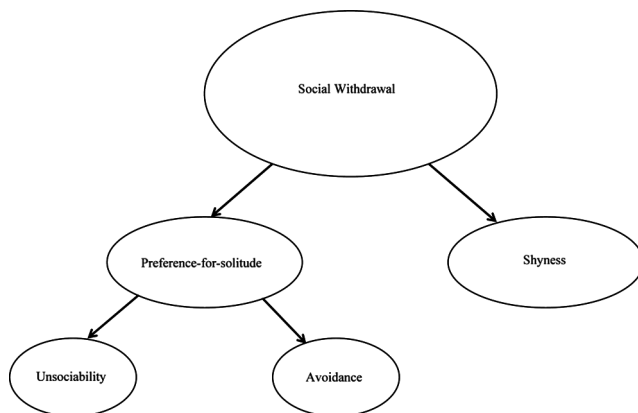 Social Withdrawal
Preference-for-solitude
Shyness
Unsociability
Avoidance